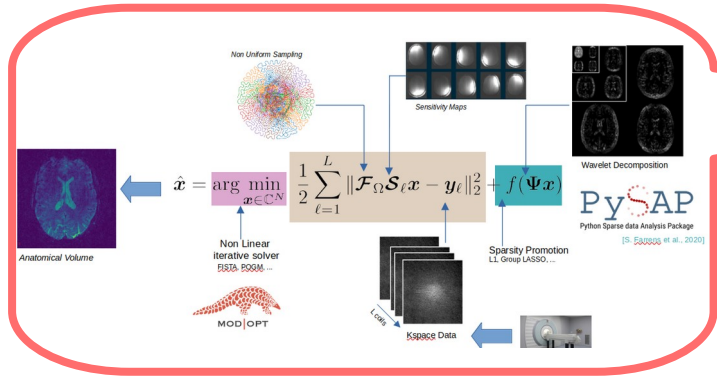 Non Uniform Sampling
Sensitivity Maps
Wavelet Decomposition
x̂ = arg min x∈ℂ^N 1/2 ∑_{ℓ=1}^{L} ‖𝓕_Ω 𝓢_ℓ x − y_ℓ‖_2^2 + f(Ψx)
Anatomical Volume
Non Linear
iterative solver
FISTA, POGM, ...
MOD|OPT
L coils
Kspace Data
Sparsity Promotion
L1, Group LASSO, ...
PySAP
Python Sparse data Analysis Package
[S. Farrens et al., 2020]